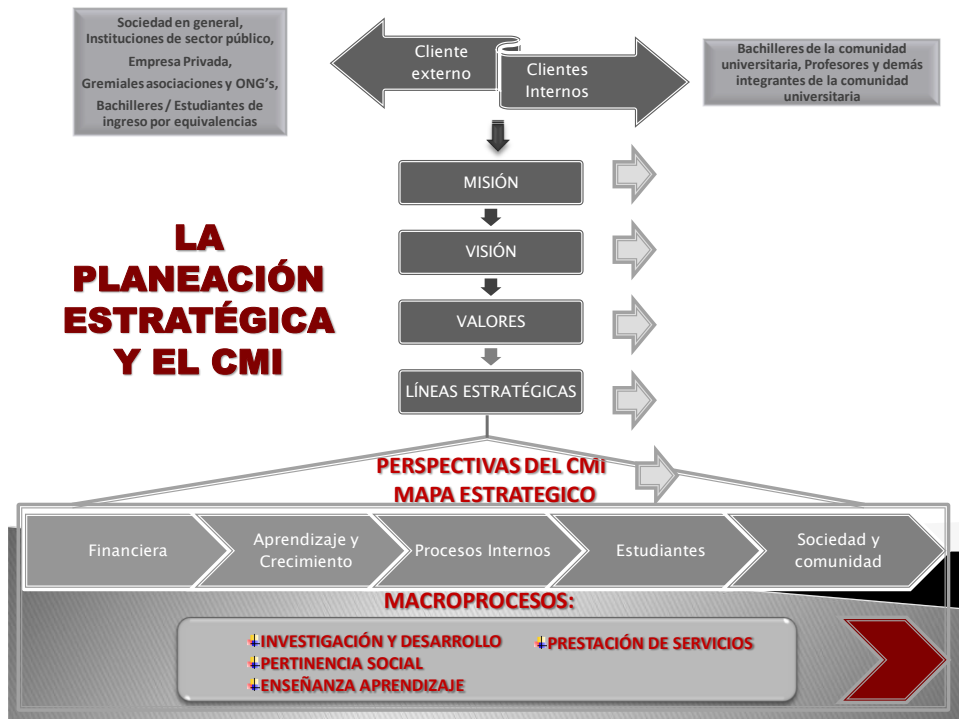 Sociedad en general,
Instituciones de sector público,
Empresa Privada,
Gremiales asociaciones y ONG's,
Bachilleres / Estudiantes de
ingreso por equivalencias
Cliente
externo
Clientes
Internos
Bachilleres de la comunidad
universitaria, Profesores y demás
integrantes de la comunidad
universitaria
LA
PLANEACIÓN
ESTRATÉGICA
Y EL CMI
MISIÓN
VISIÓN
VALORES
LÍNEAS ESTRATÉGICAS
PERSPECTIVAS DEL CMI
MAPA ESTRATEGICO
Financiera
Aprendizaje y
Crecimiento
Procesos Internos
Estudiantes
Sociedad y
comunidad
MACROPROCESOS:
INVESTIGACIÓN Y DESARROLLO
PERTINENCIA SOCIAL
ENSEÑANZA APRENDIZAJE
PRESTACIÓN DE SERVICIOS